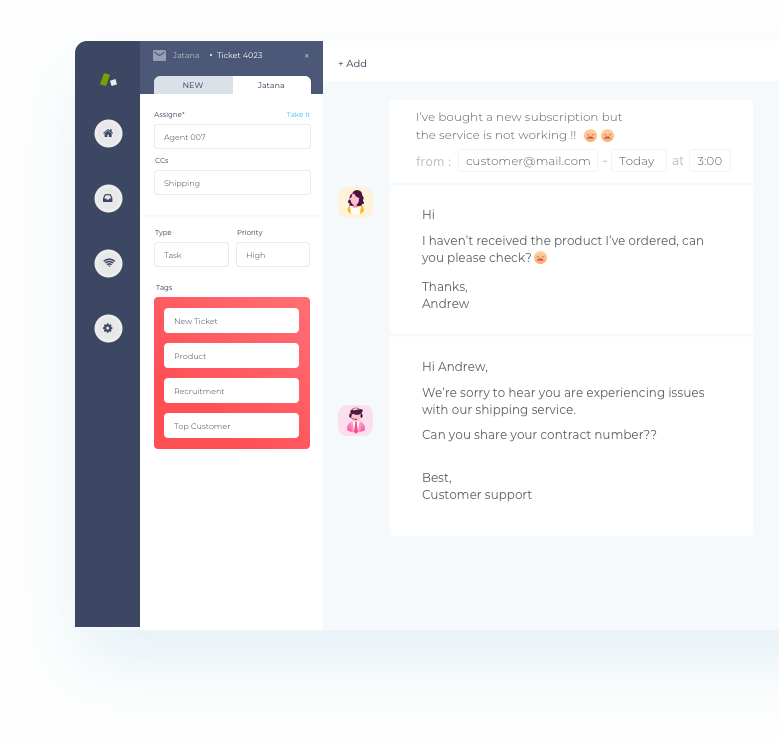 Jatana • Ticket 4023 ×
NEW Jatana
Assigne* Take it
Agent 007
CCs
Shipping
Type Priority
Task High
Tags
New Ticket
Product
Recruitment
Top Customer
+ Add
I’ve bought a new subscription but
the service is not working !!
from : customer@mail.com - Today at 3:00
Hi
I haven’t received the product I’ve ordered, can
you please check?
Thanks,
Andrew
Hi Andrew,
We’re sorry to hear you are experiencing issues
with our shipping service.
Can you share your contract number??
Best,
Customer support